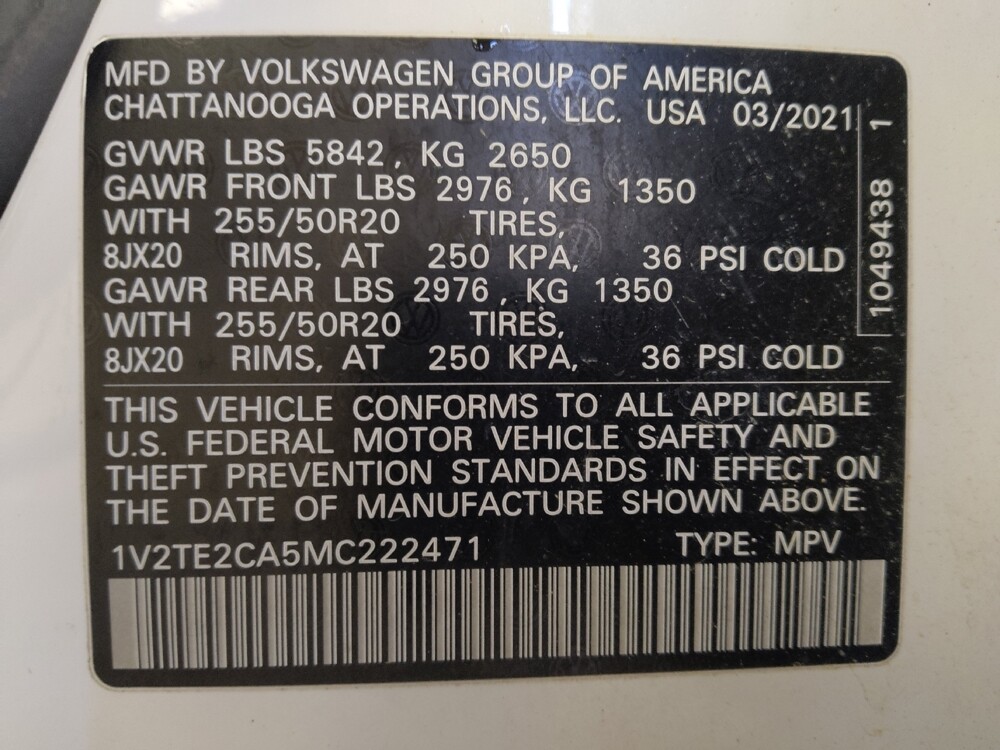 MFD BY VOLKSWAGEN GROUP OF AMERICA
CHATTANOOGA OPERATIONS, LLC. USA 03/2021
GVWR LBS 5842, KG 2650
GAWR FRONT LBS 2976, KG 1350
WITH 255/50R20 TIRES,
8JX20 RIMS, AT 250 KPA, 36 PSI COLD
GAWR REAR LBS 2976, KG 1350
WITH 255/50R20 TIRES,
8JX20 RIMS, AT 250 KPA, 36 PSI COLD
1049438 1
THIS VEHICLE CONFORMS TO ALL APPLICABLE
U.S. FEDERAL MOTOR VEHICLE SAFETY AND
THEFT PREVENTION STANDARDS IN EFFECT ON
THE DATE OF MANUFACTURE SHOWN ABOVE.
1V2TE2CA5MC222471 TYPE: MPV